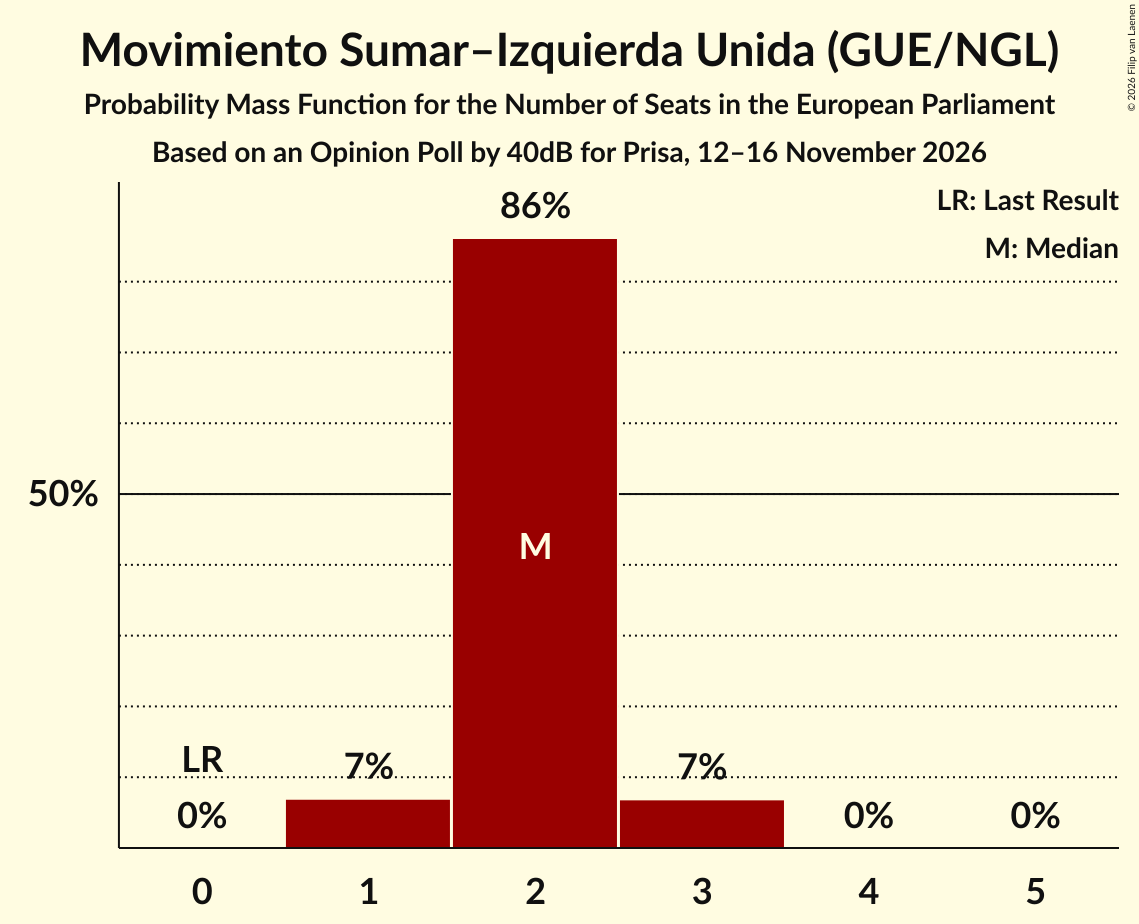 Movimiento Sumar–Izquierda Unida (GUE/NGL)
Probability Mass Function for the Number of Seats in the European Parliament
Based on an Opinion Poll by 40dB for Prisa, 12–16 November 2026
© 2026 Filip van Laenen
LR: Last Result
M: Median
86%
50%
M
LR
0%
7%
7%
0%
0%
0 1 2 3 4 5